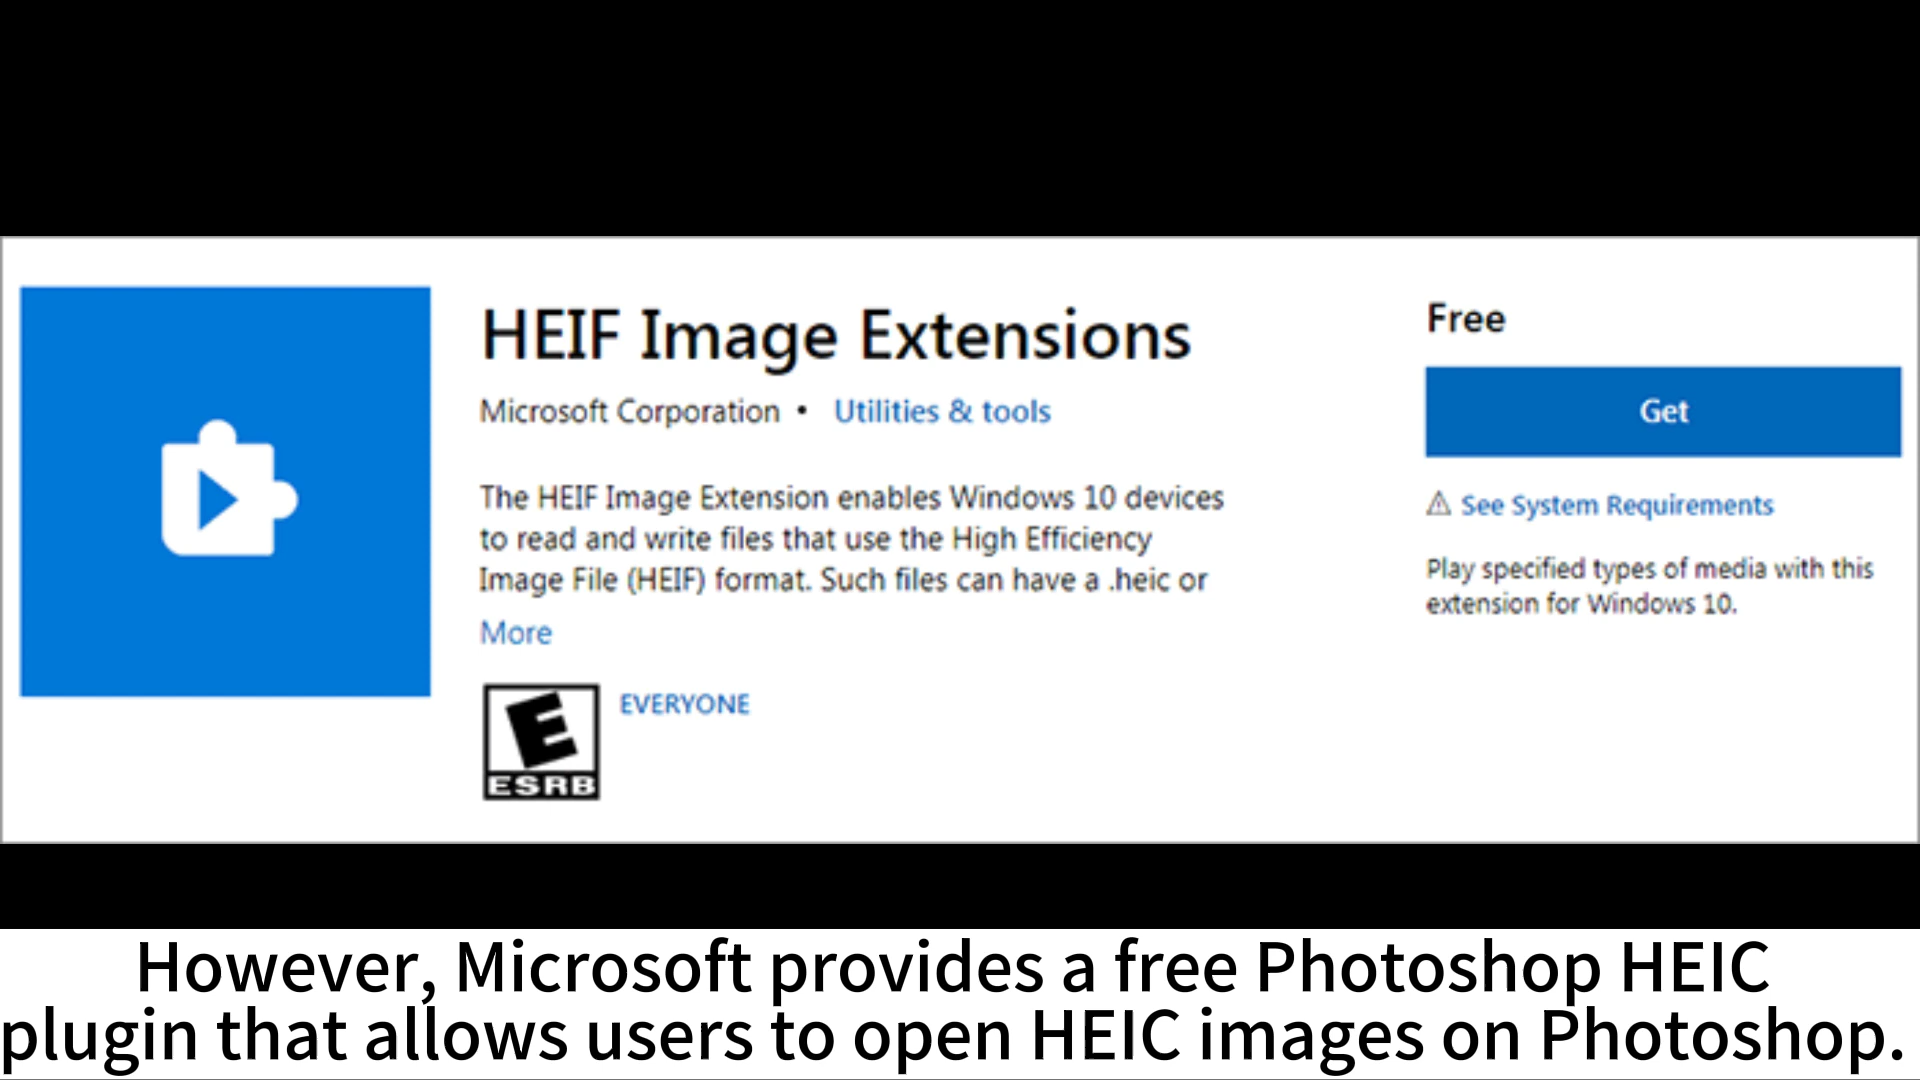 HEIF Image Extensions
Microsoft Corporation • Utilities & tools
The HEIF Image Extension enables Windows 10 devices
to read and write files that use the High Efficiency
Image File (HEIF) format. Such files can have a .heic or
More
E
ESRB
EVERYONE
Free
Get
⚠ See System Requirements
Play specified types of media with this
extension for Windows 10.
However, Microsoft provides a free Photoshop HEIC
plugin that allows users to open HEIC images on Photoshop.